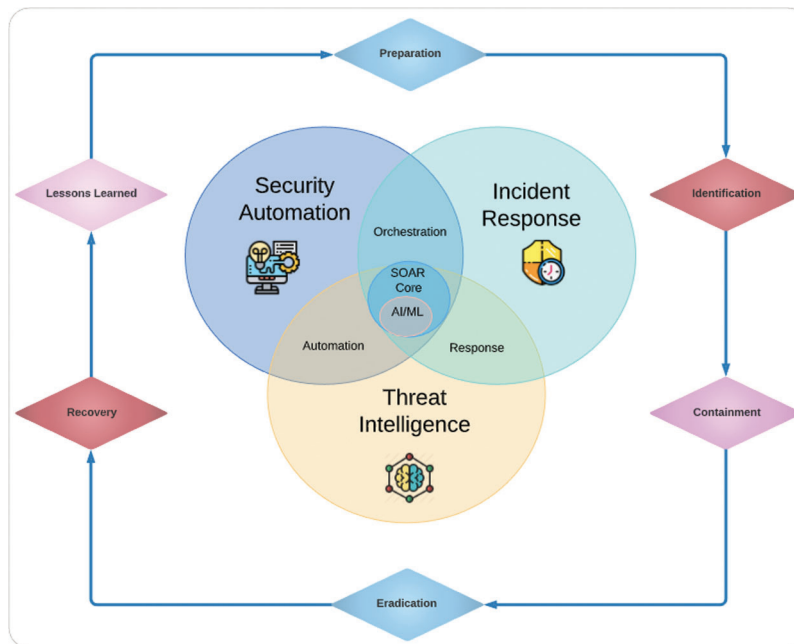 Preparation
Lessons Learned
Identification
Security
Automation
Incident
Response
Orchestration
SOAR
Core
AI/ML
Automation
Response
Threat
Intelligence
Recovery
Containment
Eradication